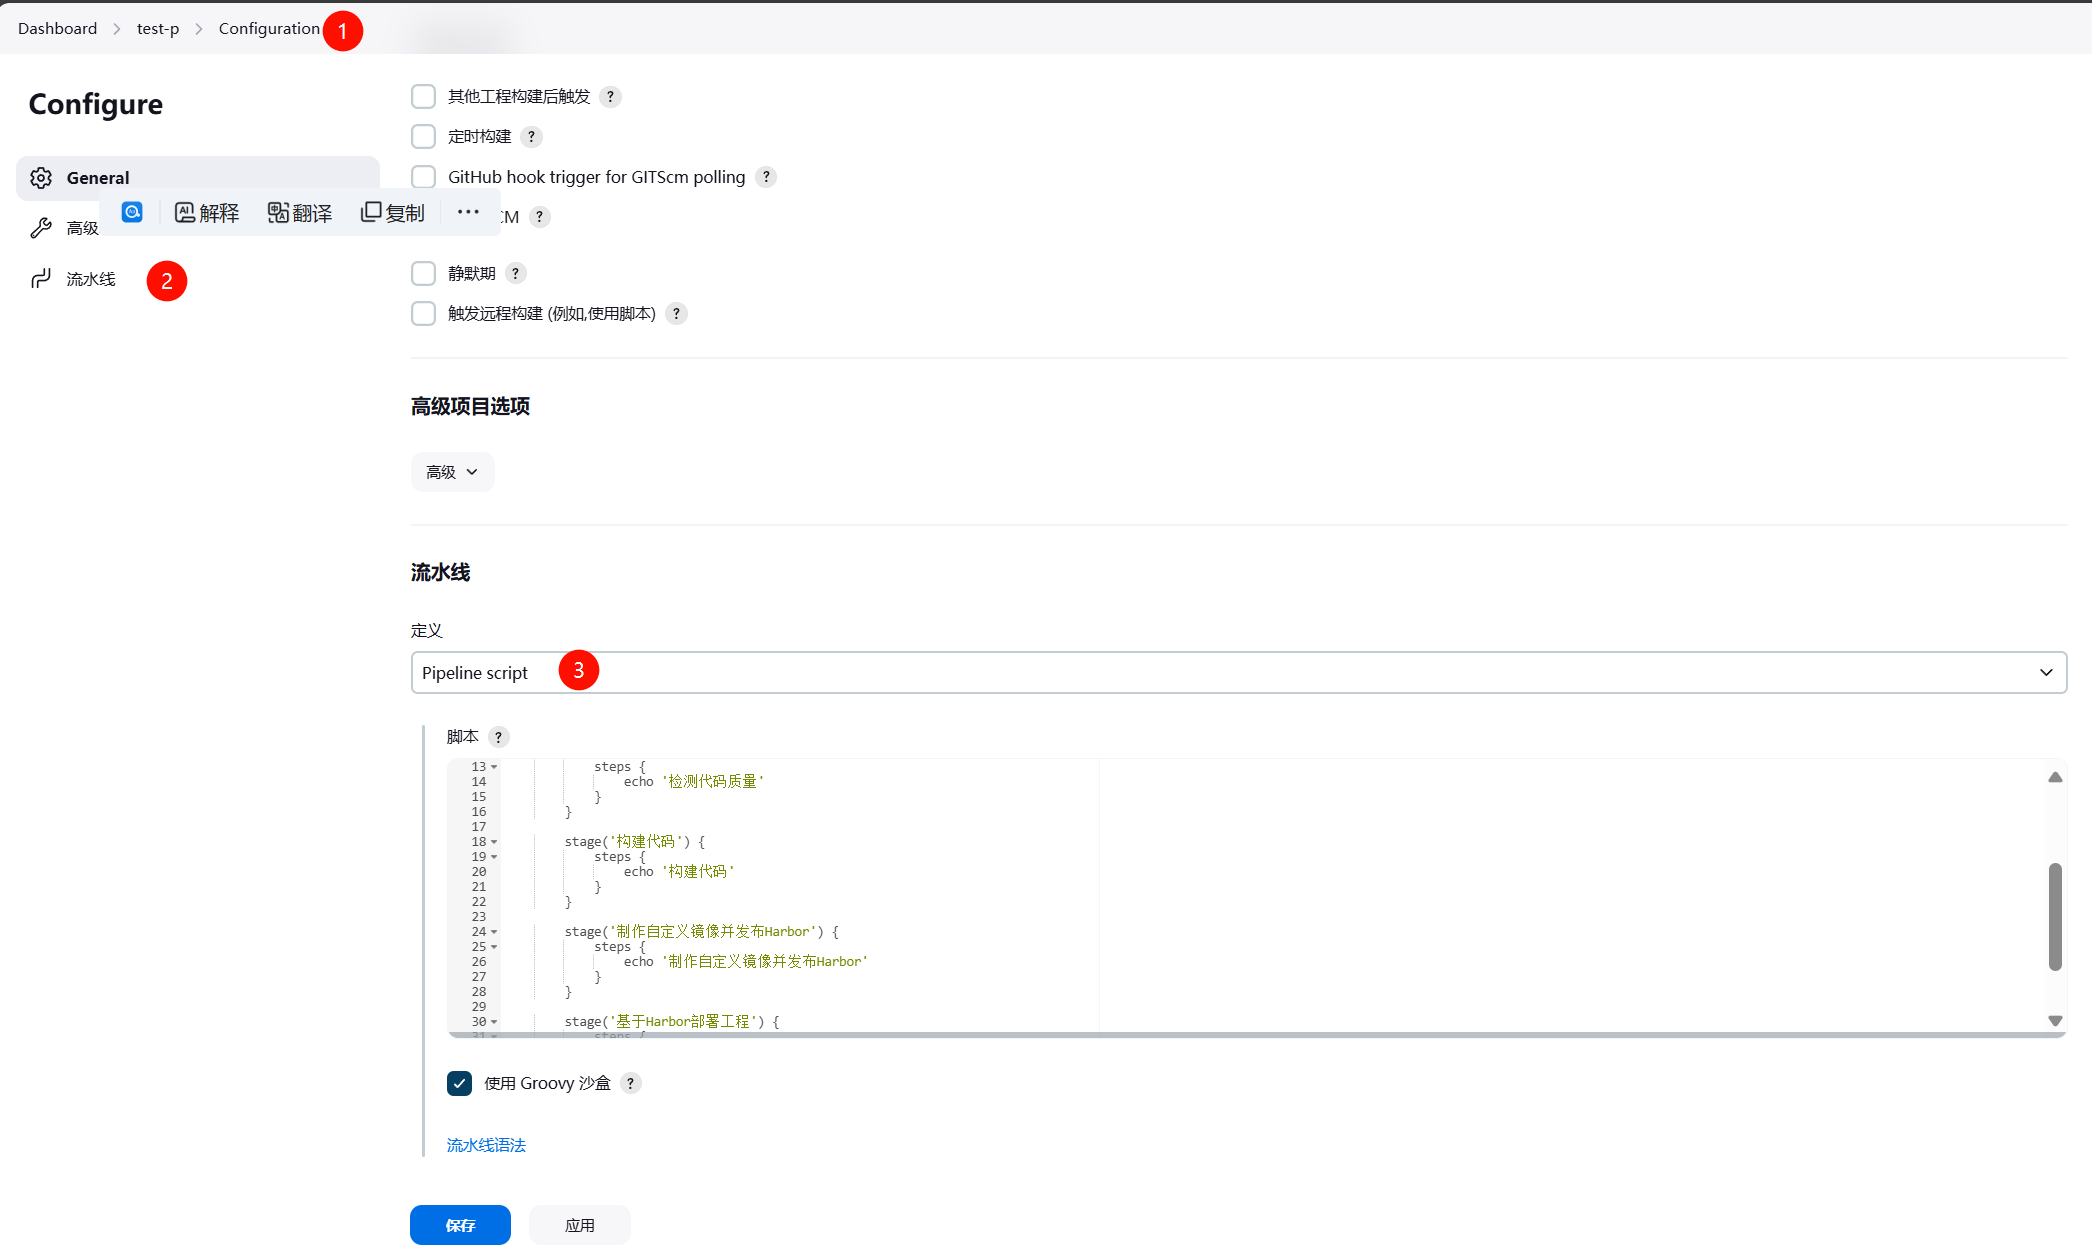 Dashboard > test-p > Configuration 1
Configure
General
高级
流水线 2
解释 翻译 复制 ···
其他工程构建后触发 ?
定时构建 ?
GitHub hook trigger for GITScm polling ?
CM ?
静默期 ?
触发远程构建 (例如,使用脚本) ?
高级项目选项
高级
流水线
定义
Pipeline script 3
脚本 ?
13 steps {
14 echo '检测代码质量'
15 }
16 }
17
18 stage('构建代码') {
19 steps {
20 echo '构建代码'
21 }
22 }
23
24 stage('制作自定义镜像并发布Harbor') {
25 steps {
26 echo '制作自定义镜像并发布Harbor'
27 }
28 }
29
30 stage('基于Harbor部署工程') {
31 steps {
使用 Groovy 沙盒 ?
流水线语法
保存 应用